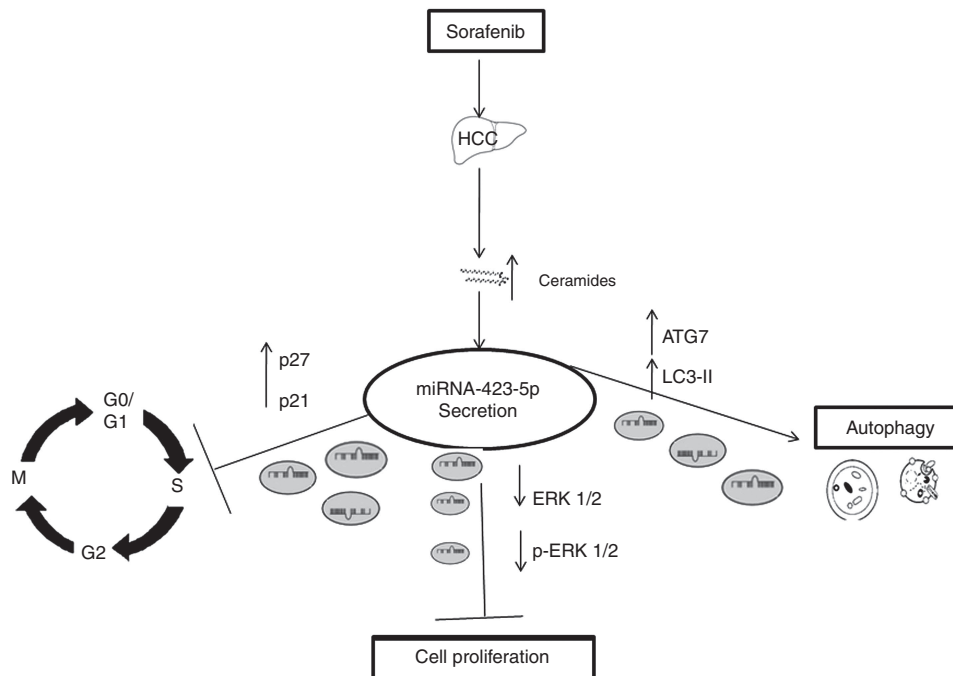 Sorafenib
HCC
Ceramides
ATG7
LC3-II
p27
p21
miRNA-423-5p
Secretion
Autophagy
G0/
G1
M
S
G2
ERK 1/2
p-ERK 1/2
Cell proliferation